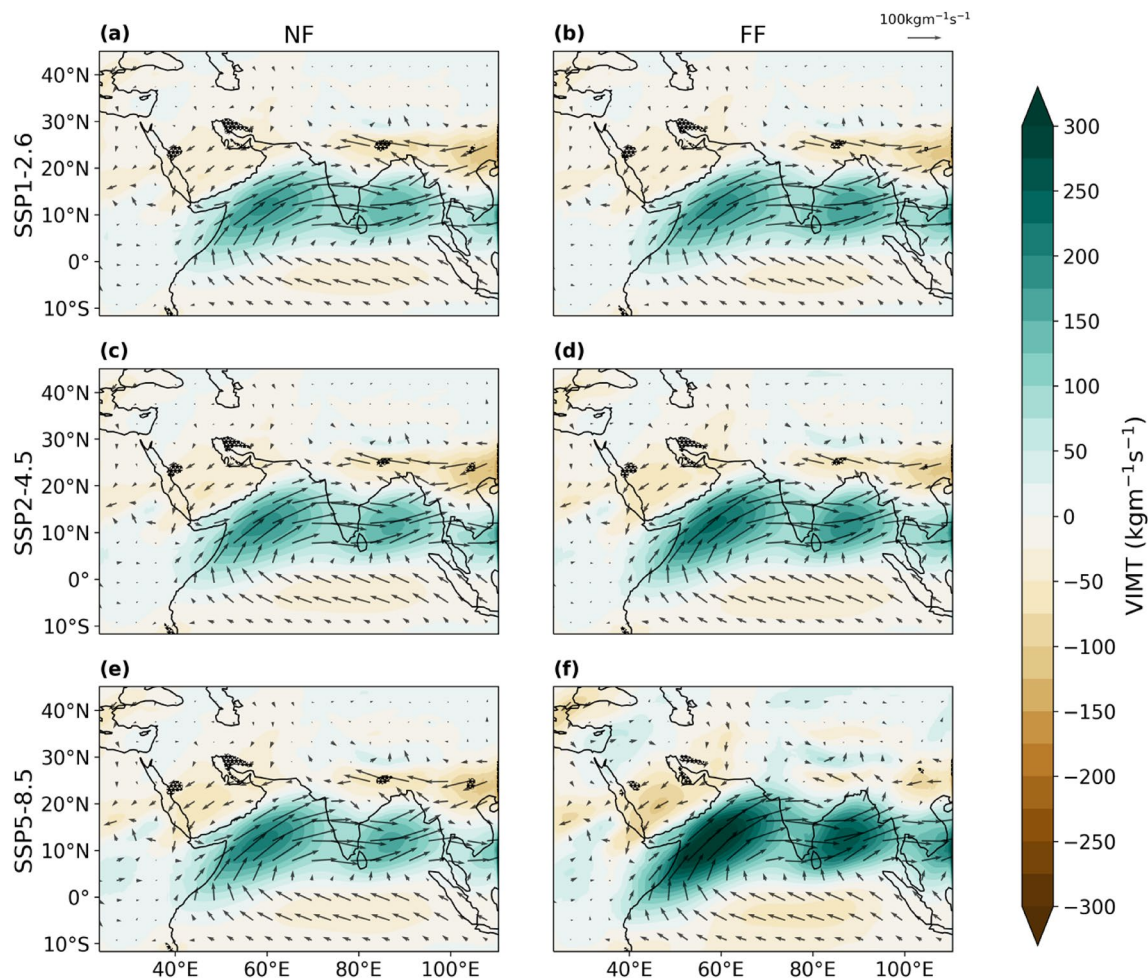 100kgm⁻¹s⁻¹
(a) NF (b) FF
40°N
30°N
20°N
10°N
0°
10°S
SSP1-2.6
(c) (d)
40°N
30°N
20°N
10°N
0°
10°S
SSP2-4.5
(e) (f)
40°N
30°N
20°N
10°N
0°
10°S
SSP5-8.5
40°E 60°E 80°E 100°E 40°E 60°E 80°E 100°E
300
250
200
150
100
50
0
−50
−100
−150
−200
−250
−300
VIMT (kgm⁻¹s⁻¹)